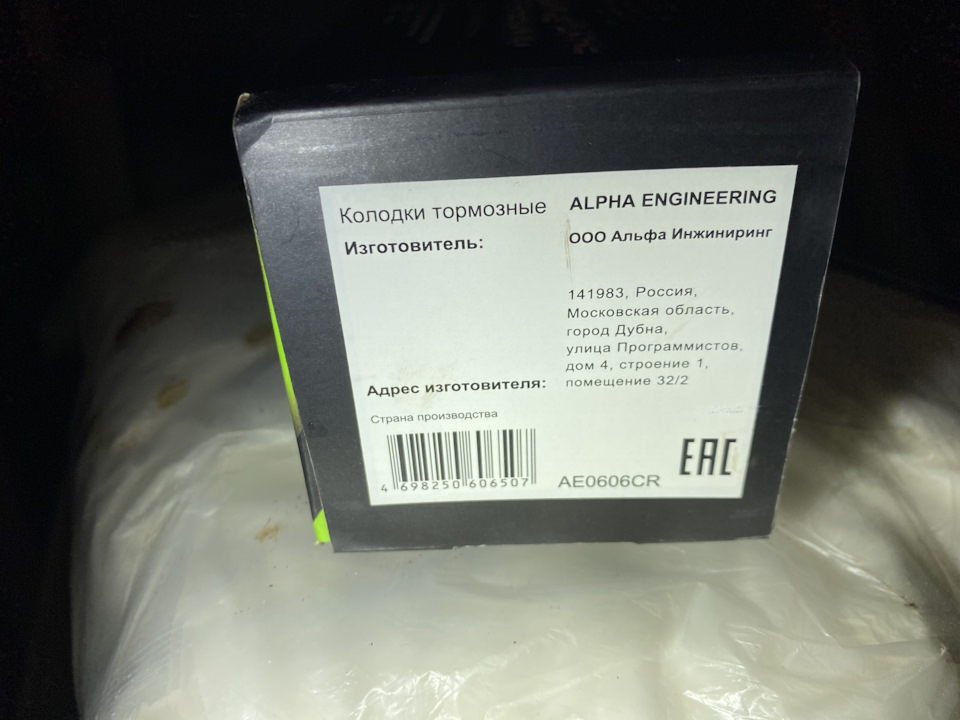 Колодки тормозные ALPHA ENGINEERING
Изготовитель: ООО Альфа Инжиниринг
141983, Россия,
Московская область,
город Дубна,
улица Программистов,
дом 4, строение 1,
Адрес изготовителя: помещение 32/2
Страна производства
EAC
4 698250 606507 AE0606CR